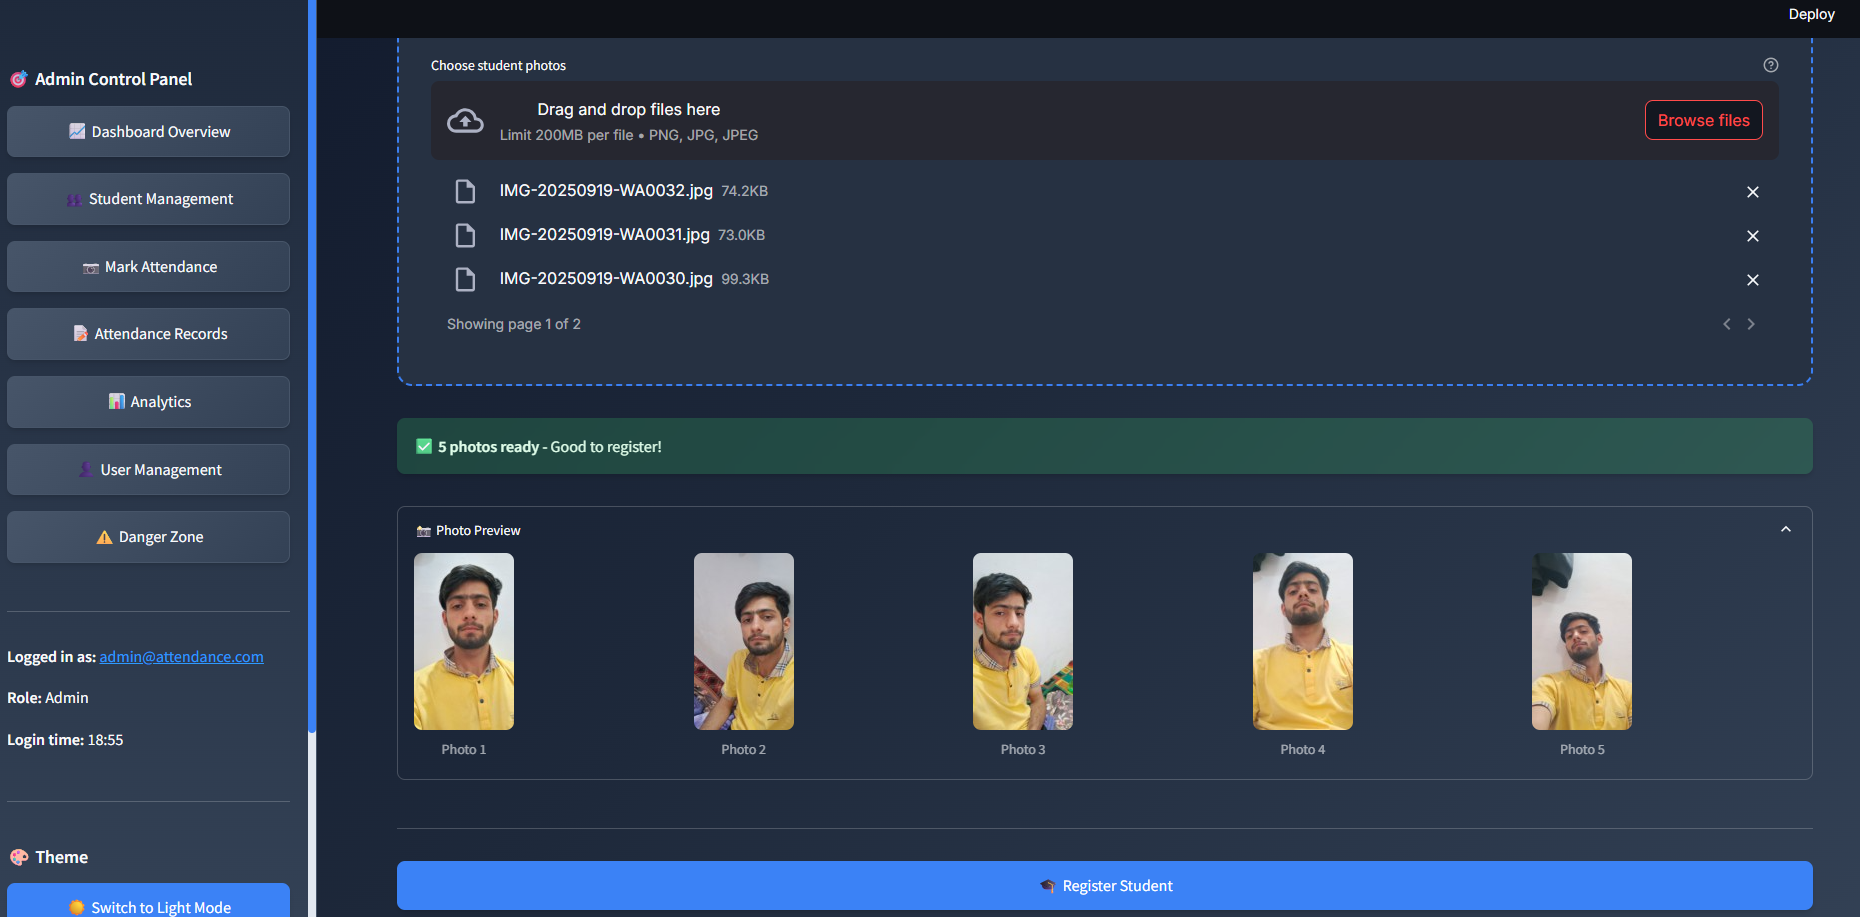 Deploy
Admin Control Panel
Dashboard Overview
Student Management
Mark Attendance
Attendance Records
Analytics
User Management
Danger Zone
Logged in as: admin@attendance.com
Role: Admin
Login time: 18:55
Theme
Switch to Light Mode
Choose student photos
Drag and drop files here
Limit 200MB per file • PNG, JPG, JPEG
Browse files
IMG-20250919-WA0032.jpg 74.2KB
IMG-20250919-WA0031.jpg 73.0KB
IMG-20250919-WA0030.jpg 99.3KB
Showing page 1 of 2
5 photos ready - Good to register!
Photo Preview
Photo 1
Photo 2
Photo 3
Photo 4
Photo 5
Register Student